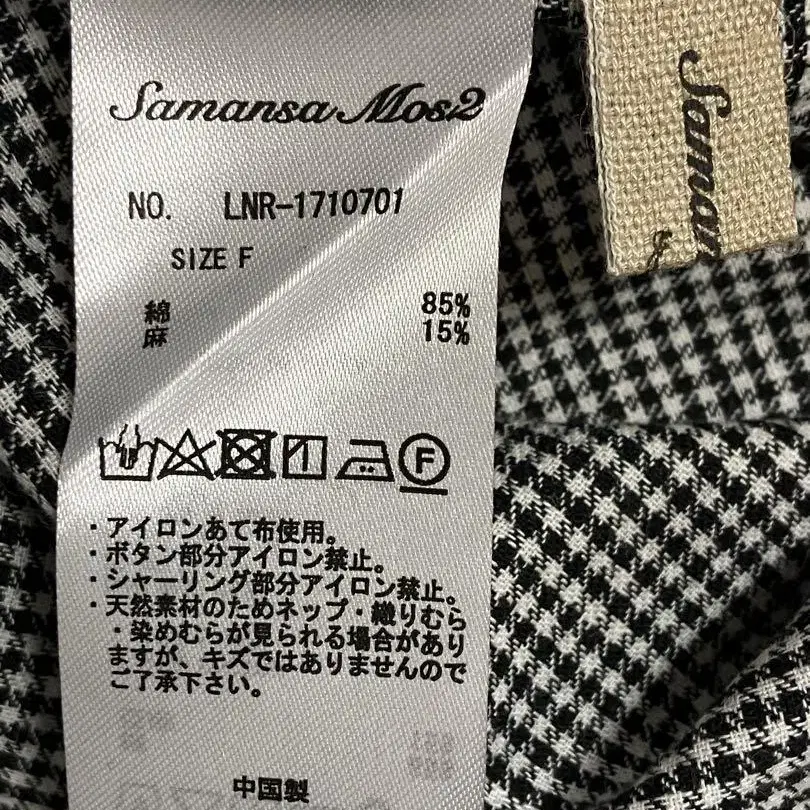 Samansa Mos2
NO. LNR-1710701
SIZE F
綿 85%
麻 15%
F
・アイロンあて布使用。
・ボタン部分アイロン禁止。
・シャーリング部分アイロン禁止。
・天然素材のためネップ・織りむら
・染めむらが見られる場合があり
ますが、キズではありませんので
ご了承下さい。
中国製
Saman